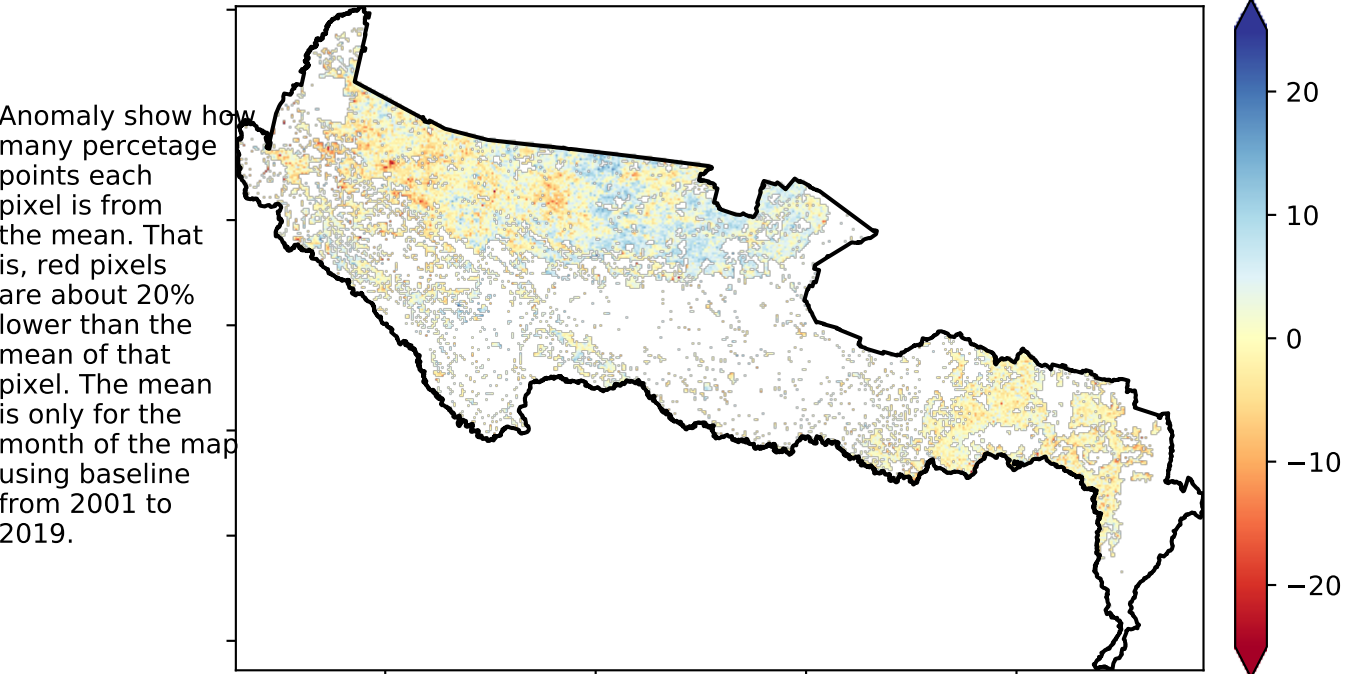 Anomaly show how
many percetage
points each
pixel is from
the mean. That
is, red pixels
are about 20%
lower than the
mean of that
pixel. The mean
is only for the
month of the map
using baseline
from 2001 to
2019.
20
10
0
−10
−20